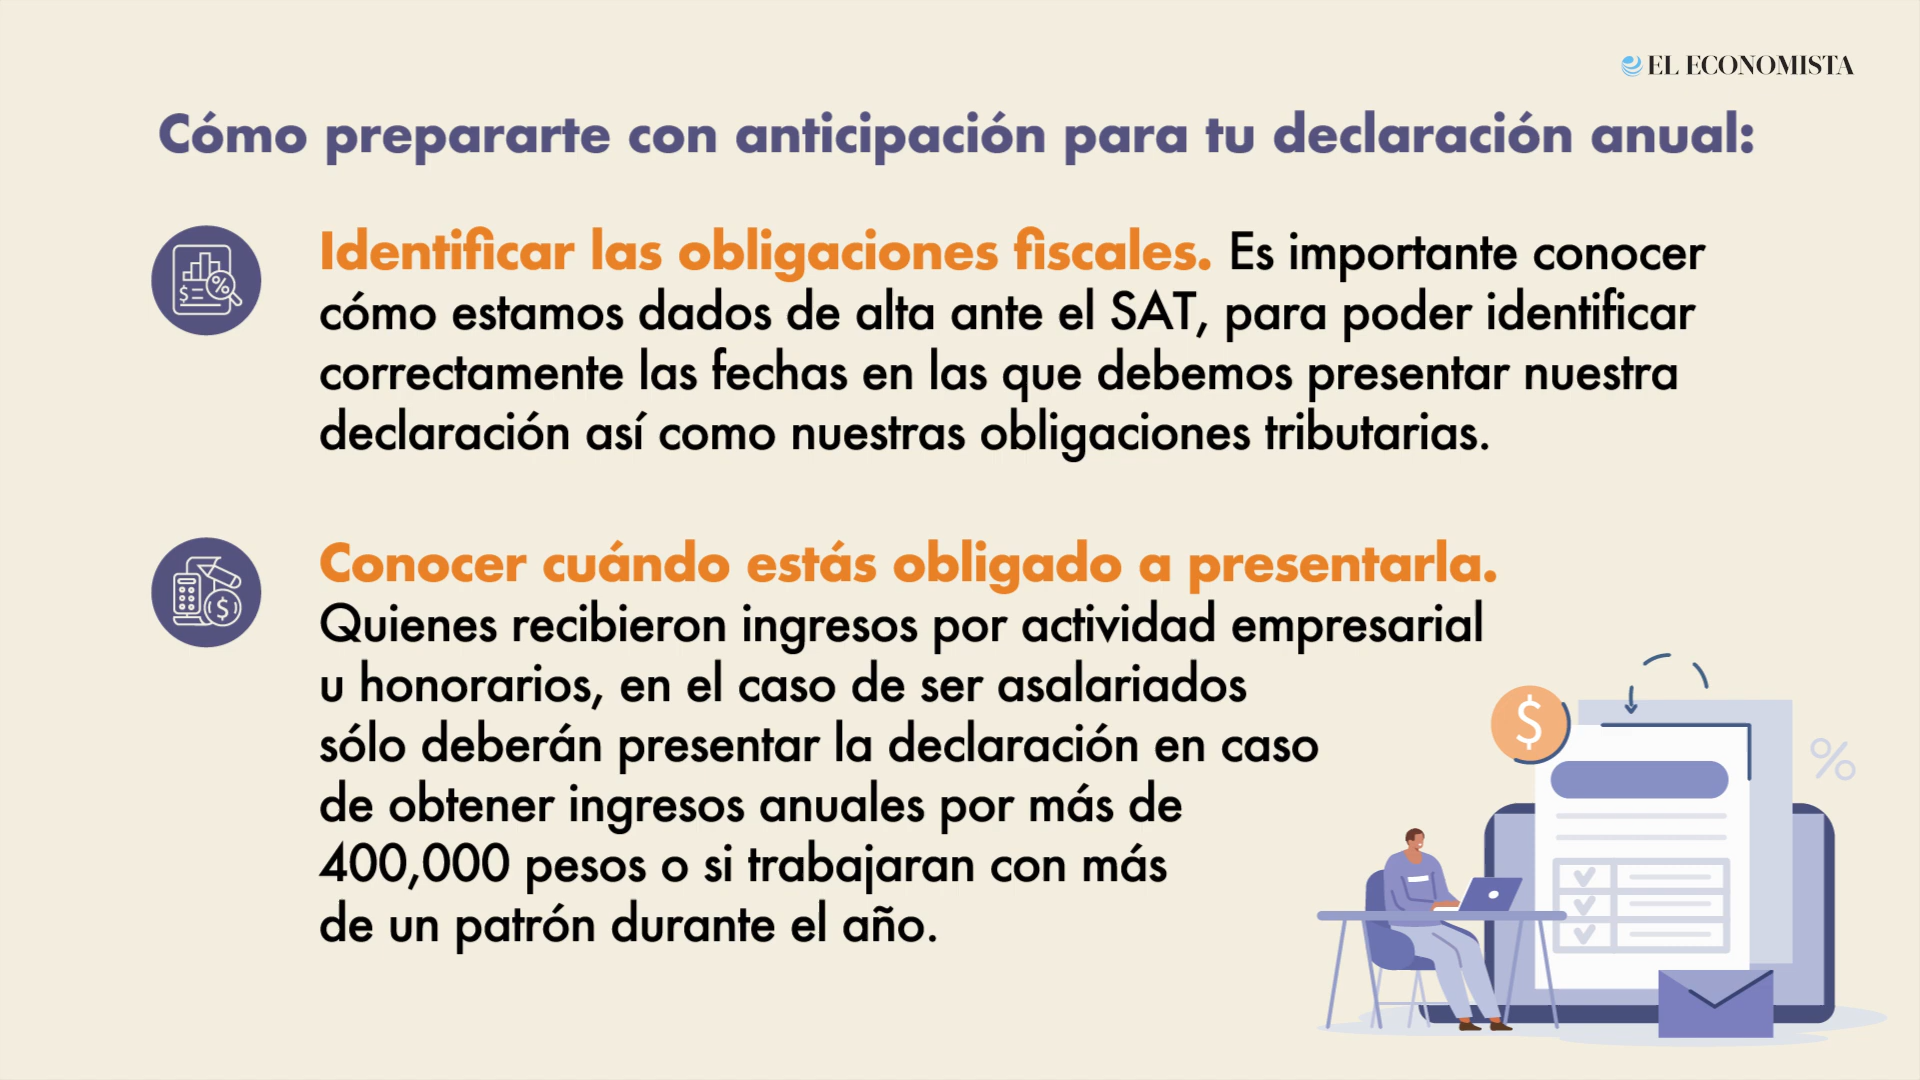 EL ECONOMISTA
Cómo prepararte con anticipación para tu declaración anual:
Identificar las obligaciones fiscales. Es importante conocer
cómo estamos dados de alta ante el SAT, para poder identificar
correctamente las fechas en las que debemos presentar nuestra
declaración así como nuestras obligaciones tributarias.
Conocer cuándo estás obligado a presentarla.
Quienes recibieron ingresos por actividad empresarial
u honorarios, en el caso de ser asalariados
sólo deberán presentar la declaración en caso
de obtener ingresos anuales por más de
400,000 pesos o si trabajaran con más
de un patrón durante el año.